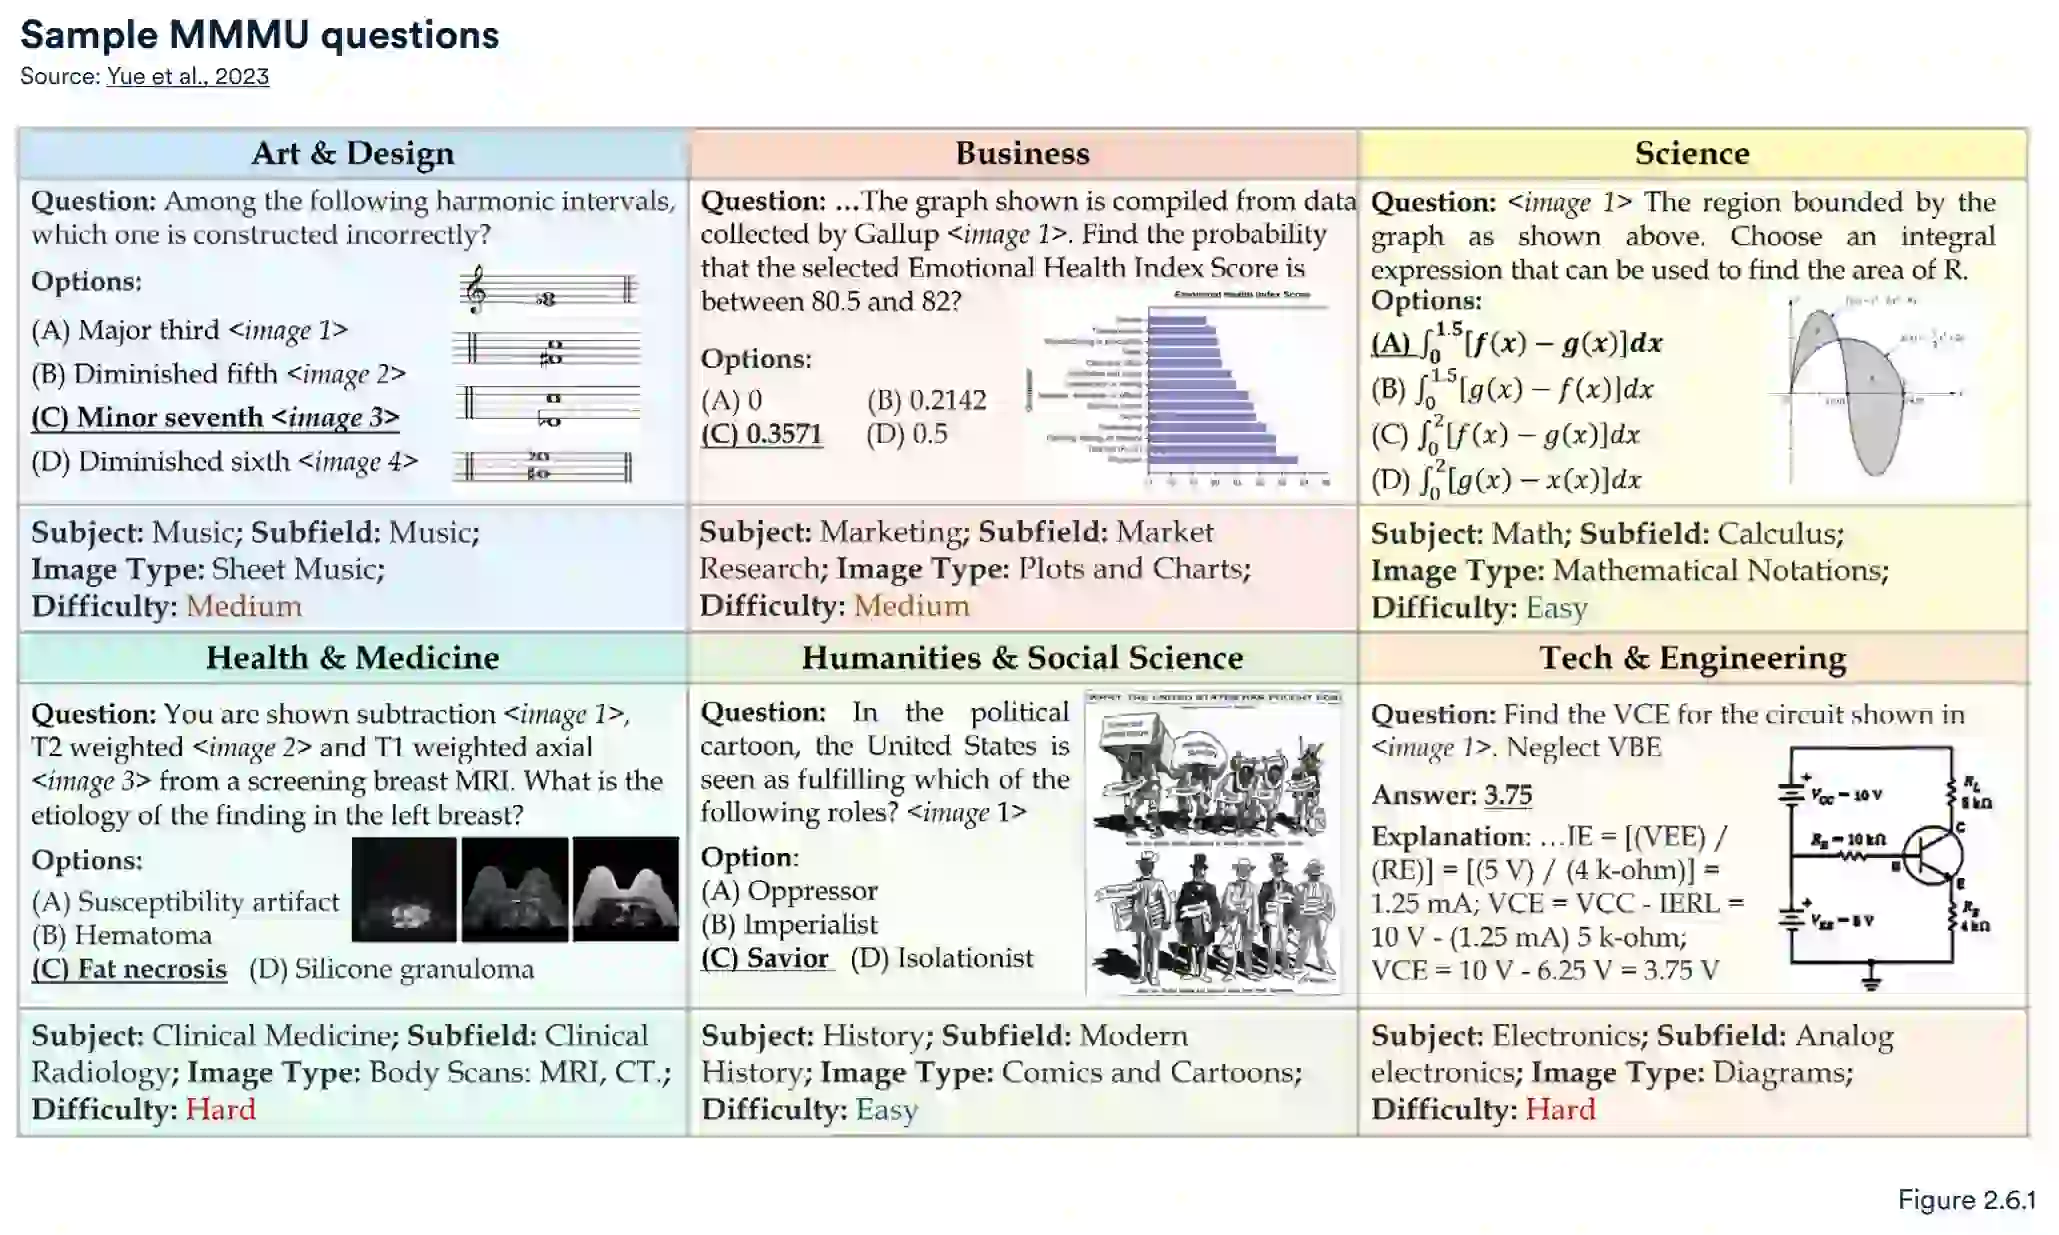 Sample MMMU questions
Source: Yue et al., 2023
Art & Design
Question: Among the following harmonic intervals,
which one is constructed incorrectly?
Options:
(A) Major third <image 1>
(B) Diminished fifth <image 2>
(C) Minor seventh <image 3>
(D) Diminished sixth <image 4>
Subject: Music; Subfield: Music;
Image Type: Sheet Music;
Difficulty: Medium
Business
Question: ...The graph shown is compiled from data
collected by Gallup <image 1>. Find the probability
that the selected Emotional Health Index Score is
between 80.5 and 82?
Emotional Health Index Score
Options:
(A) 0 (B) 0.2142
(C) 0.3571 (D) 0.5
Subject: Marketing; Subfield: Market
Research; Image Type: Plots and Charts;
Difficulty: Medium
Science
Question: <image 1> The region bounded by the
graph as shown above. Choose an integral
expression that can be used to find the area of R.
Options:
(A) ∫₀^1.5[f(x) − g(x)]dx
(B) ∫₀^1.5[g(x) − f(x)]dx
(C) ∫₀^2[f(x) − g(x)]dx
(D) ∫₀^2[g(x) − x(x)]dx
Subject: Math; Subfield: Calculus;
Image Type: Mathematical Notations;
Difficulty: Easy
Health & Medicine
Question: You are shown subtraction <image 1>,
T2 weighted <image 2> and T1 weighted axial
<image 3> from a screening breast MRI. What is the
etiology of the finding in the left breast?
Options:
(A) Susceptibility artifact
(B) Hematoma
(C) Fat necrosis (D) Silicone granuloma
Subject: Clinical Medicine; Subfield: Clinical
Radiology; Image Type: Body Scans: MRI, CT.;
Difficulty: Hard
Humanities & Social Science
Question: In the political
cartoon, the United States is
seen as fulfilling which of the
following roles? <image 1>
Option:
(A) Oppressor
(B) Imperialist
(C) Savior (D) Isolationist
WHAT THE UNITED STATES HAS FOUGHT FOR
Subject: History; Subfield: Modern
History; Image Type: Comics and Cartoons;
Difficulty: Easy
Tech & Engineering
Question: Find the VCE for the circuit shown in
<image 1>. Neglect VBE
Answer: 3.75
Explanation: ...IE = [(VEE) /
(RE)] = [(5 V) / (4 k-ohm)] =
1.25 mA; VCE = VCC - IERL =
10 V - (1.25 mA) 5 k-ohm;
VCE = 10 V - 6.25 V = 3.75 V
RL
5 kΩ
VCC = 10 V
C
RB = 10 kΩ
B
E
RE
4 kΩ
VEE = 5 V
Subject: Electronics; Subfield: Analog
electronics; Image Type: Diagrams;
Difficulty: Hard
Figure 2.6.1